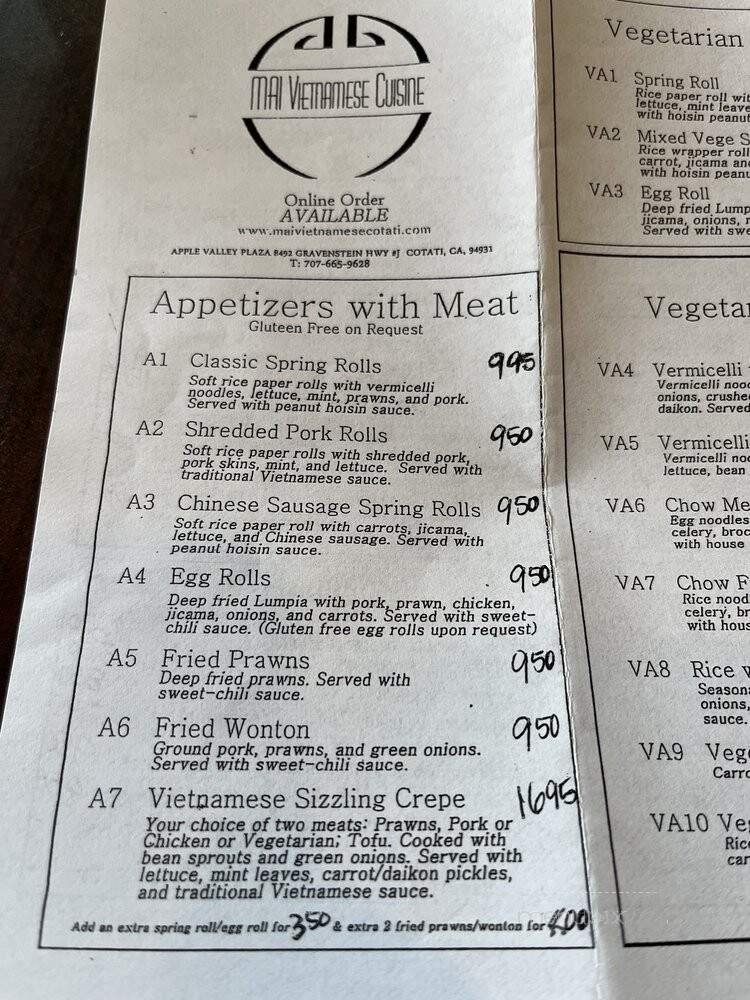 MAI VIETNAMESE CUISINE
Online Order
AVAILABLE
www.maivietnamesecotati.com
APPLE VALLEY PLAZA 8492 GRAVENSTEIN HWY #J COTATI, CA, 94931
T: 707-665-9628
Appetizers with Meat
Gluteen Free on Request
A1 Classic Spring Rolls 995
Soft rice paper rolls with vermicelli
noodles, lettuce, mint, prawns, and pork.
Served with peanut hoisin sauce.
A2 Shredded Pork Rolls 950
Soft rice paper rolls with shredded pork,
pork skins, mint, and lettuce. Served with
traditional Vietnamese sauce.
A3 Chinese Sausage Spring Rolls 950
Soft rice paper roll with carrots, jicama,
lettuce, and Chinese sausage. Served with
peanut hoisin sauce.
A4 Egg Rolls 950
Deep fried Lumpia with pork, prawn, chicken,
jicama, onions, and carrots. Served with sweet-
chili sauce. (Gluten free egg rolls upon request)
A5 Fried Prawns 950
Deep fried prawns. Served with
sweet-chili sauce.
A6 Fried Wonton 950
Ground pork, prawns, and green onions.
Served with sweet-chili sauce.
A7 Vietnamese Sizzling Crepe 1695
Your choice of two meats: Prawns, Pork or
Chicken or Vegetarian; Tofu. Cooked with
bean sprouts and green onions. Served with
lettuce, mint leaves, carrot/daikon pickles,
and traditional Vietnamese sauce.
Add an extra spring roll/egg roll for 350 & extra 2 fried prawns/wonton for 400
Vegetarian
VA1 Spring Roll
Rice paper roll wit
lettuce, mint leave
with hoisin peanut
VA2 Mixed Vege S
Rice wrapper roll
carrot, jicama an
with hoisin peanu
VA3 Egg Roll
Deep fried Lump
jicama, onions,
Served with swe
Vegetar
VA4 Vermicelli
Vermicelli nood
onions, crushe
daikon. Served
VA5 Vermicelli
Vermicelli noo
lettuce, bean
VA6 Chow Me
Egg noodles
celery, broc
with house
VA7 Chow F
Rice nood
celery, br
with hous
VA8 Rice w
Seasona
onions,
sauce.
VA9 Vege
Carro
VA10 Ve
Rice
car